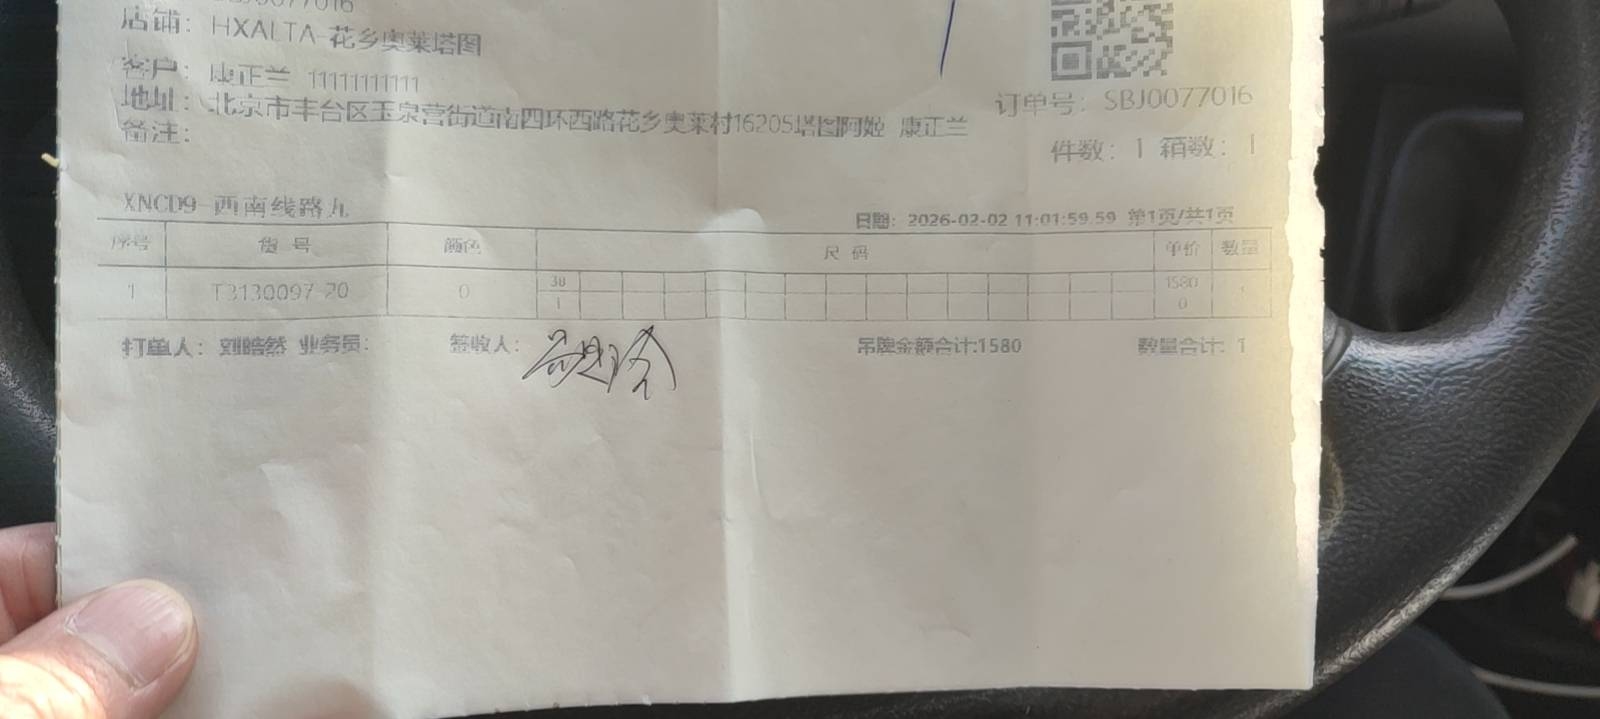 SBJ0077016
店铺: HXALTA-花乡奥莱塔图
客户: 康正兰 11111111111
地址: 北京市丰台区玉泉营街道南四环西路花乡奥莱村16205塔图阿姬 康正兰
订单号: SBJ0077016
备注:
件数: 1 箱数: 1
XNCD9-西南线路九
日期: 2026-02-02 11:01:59.59 第1页/共1页
序号 货 号 颜色 尺 码 单价 数量
38 1580
1 T3130097-20 0
1 0
打单人: 刘皓然 业务员: 签收人: 吊牌金额合计:1580 数量合计: 1